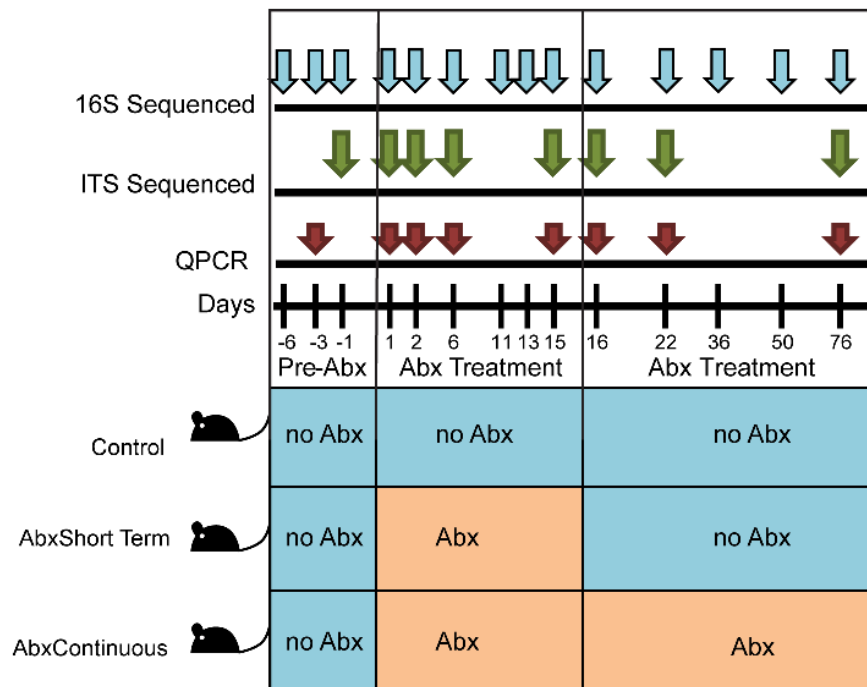 16S Sequenced
ITS Sequenced
QPCR
Days
-6 -3 -1 1 2 6 11 13 15 16 22 36 50 76
Pre-Abx Abx Treatment Abx Treatment
Control no Abx no Abx no Abx
AbxShort Term no Abx Abx no Abx
AbxContinuous no Abx Abx Abx